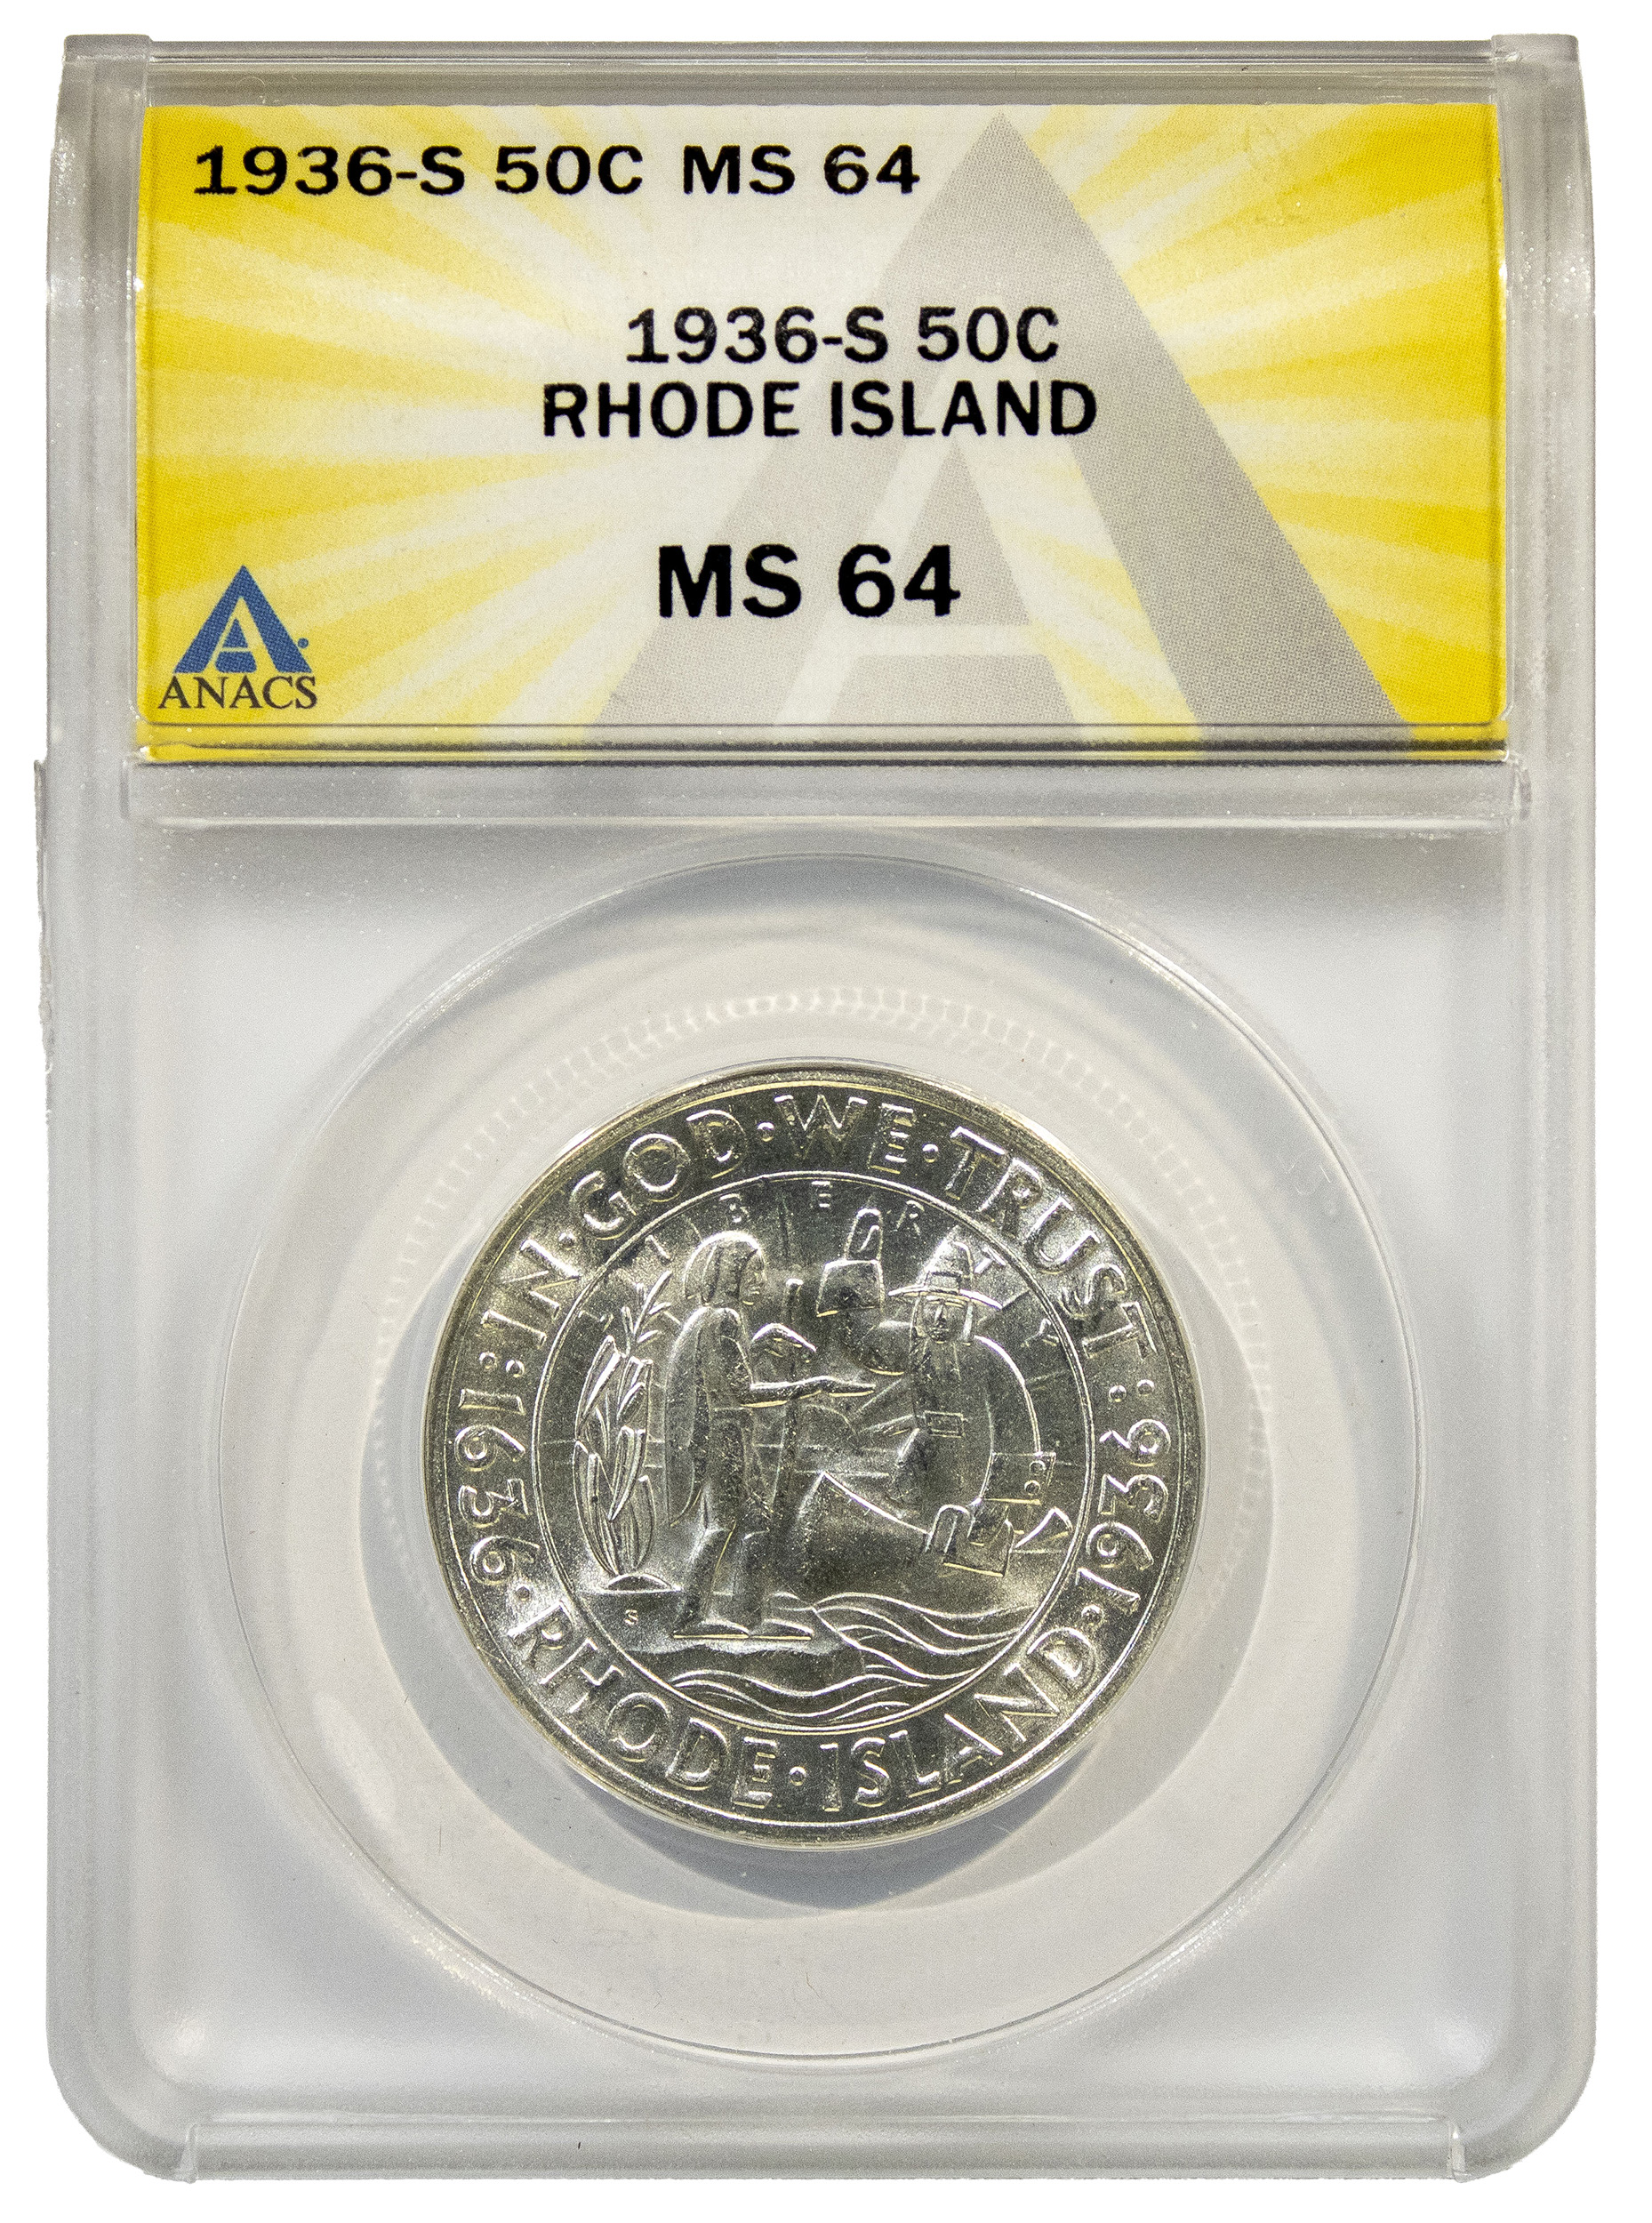 1936-S 50C MS 64
1936-S 50C
RHODE ISLAND
MS 64
ANACS
1636:·:IN·GOD·WE·TRUST:·:1936
LIBERTY
S
·RHODE·ISLAND·